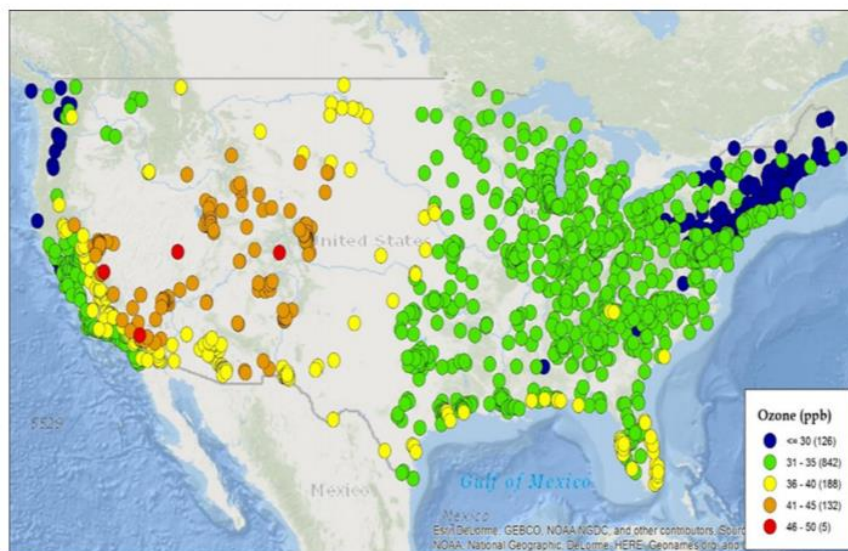 United States
Ozone (ppb)
<= 30 (126)
31 - 35 (842)
36 - 40 (188)
41 - 45 (132)
46 - 50 (5)
Gulf of Mexico
Mexico
Mexico
Esri, DeLorme, GEBCO, NOAA NGDC, and other contributors,
NOAA, National Geographic, DeLorme, HERE, Geonames.org, and